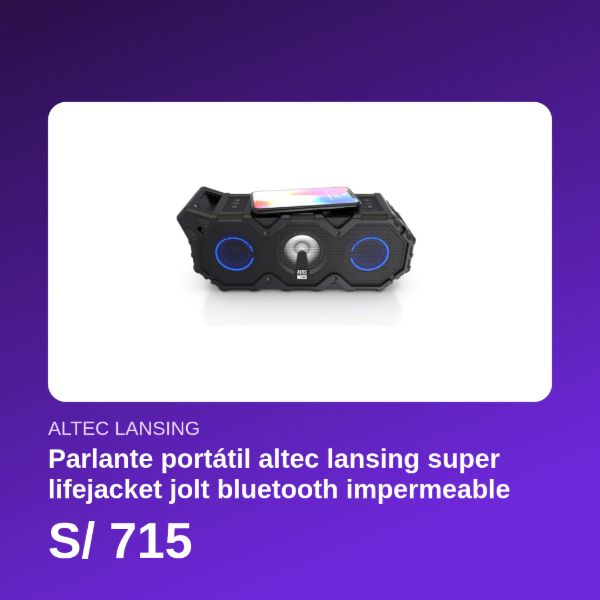 ALTEC LANSING
Parlante portátil altec lansing super
lifejacket jolt bluetooth impermeable
S/ 715